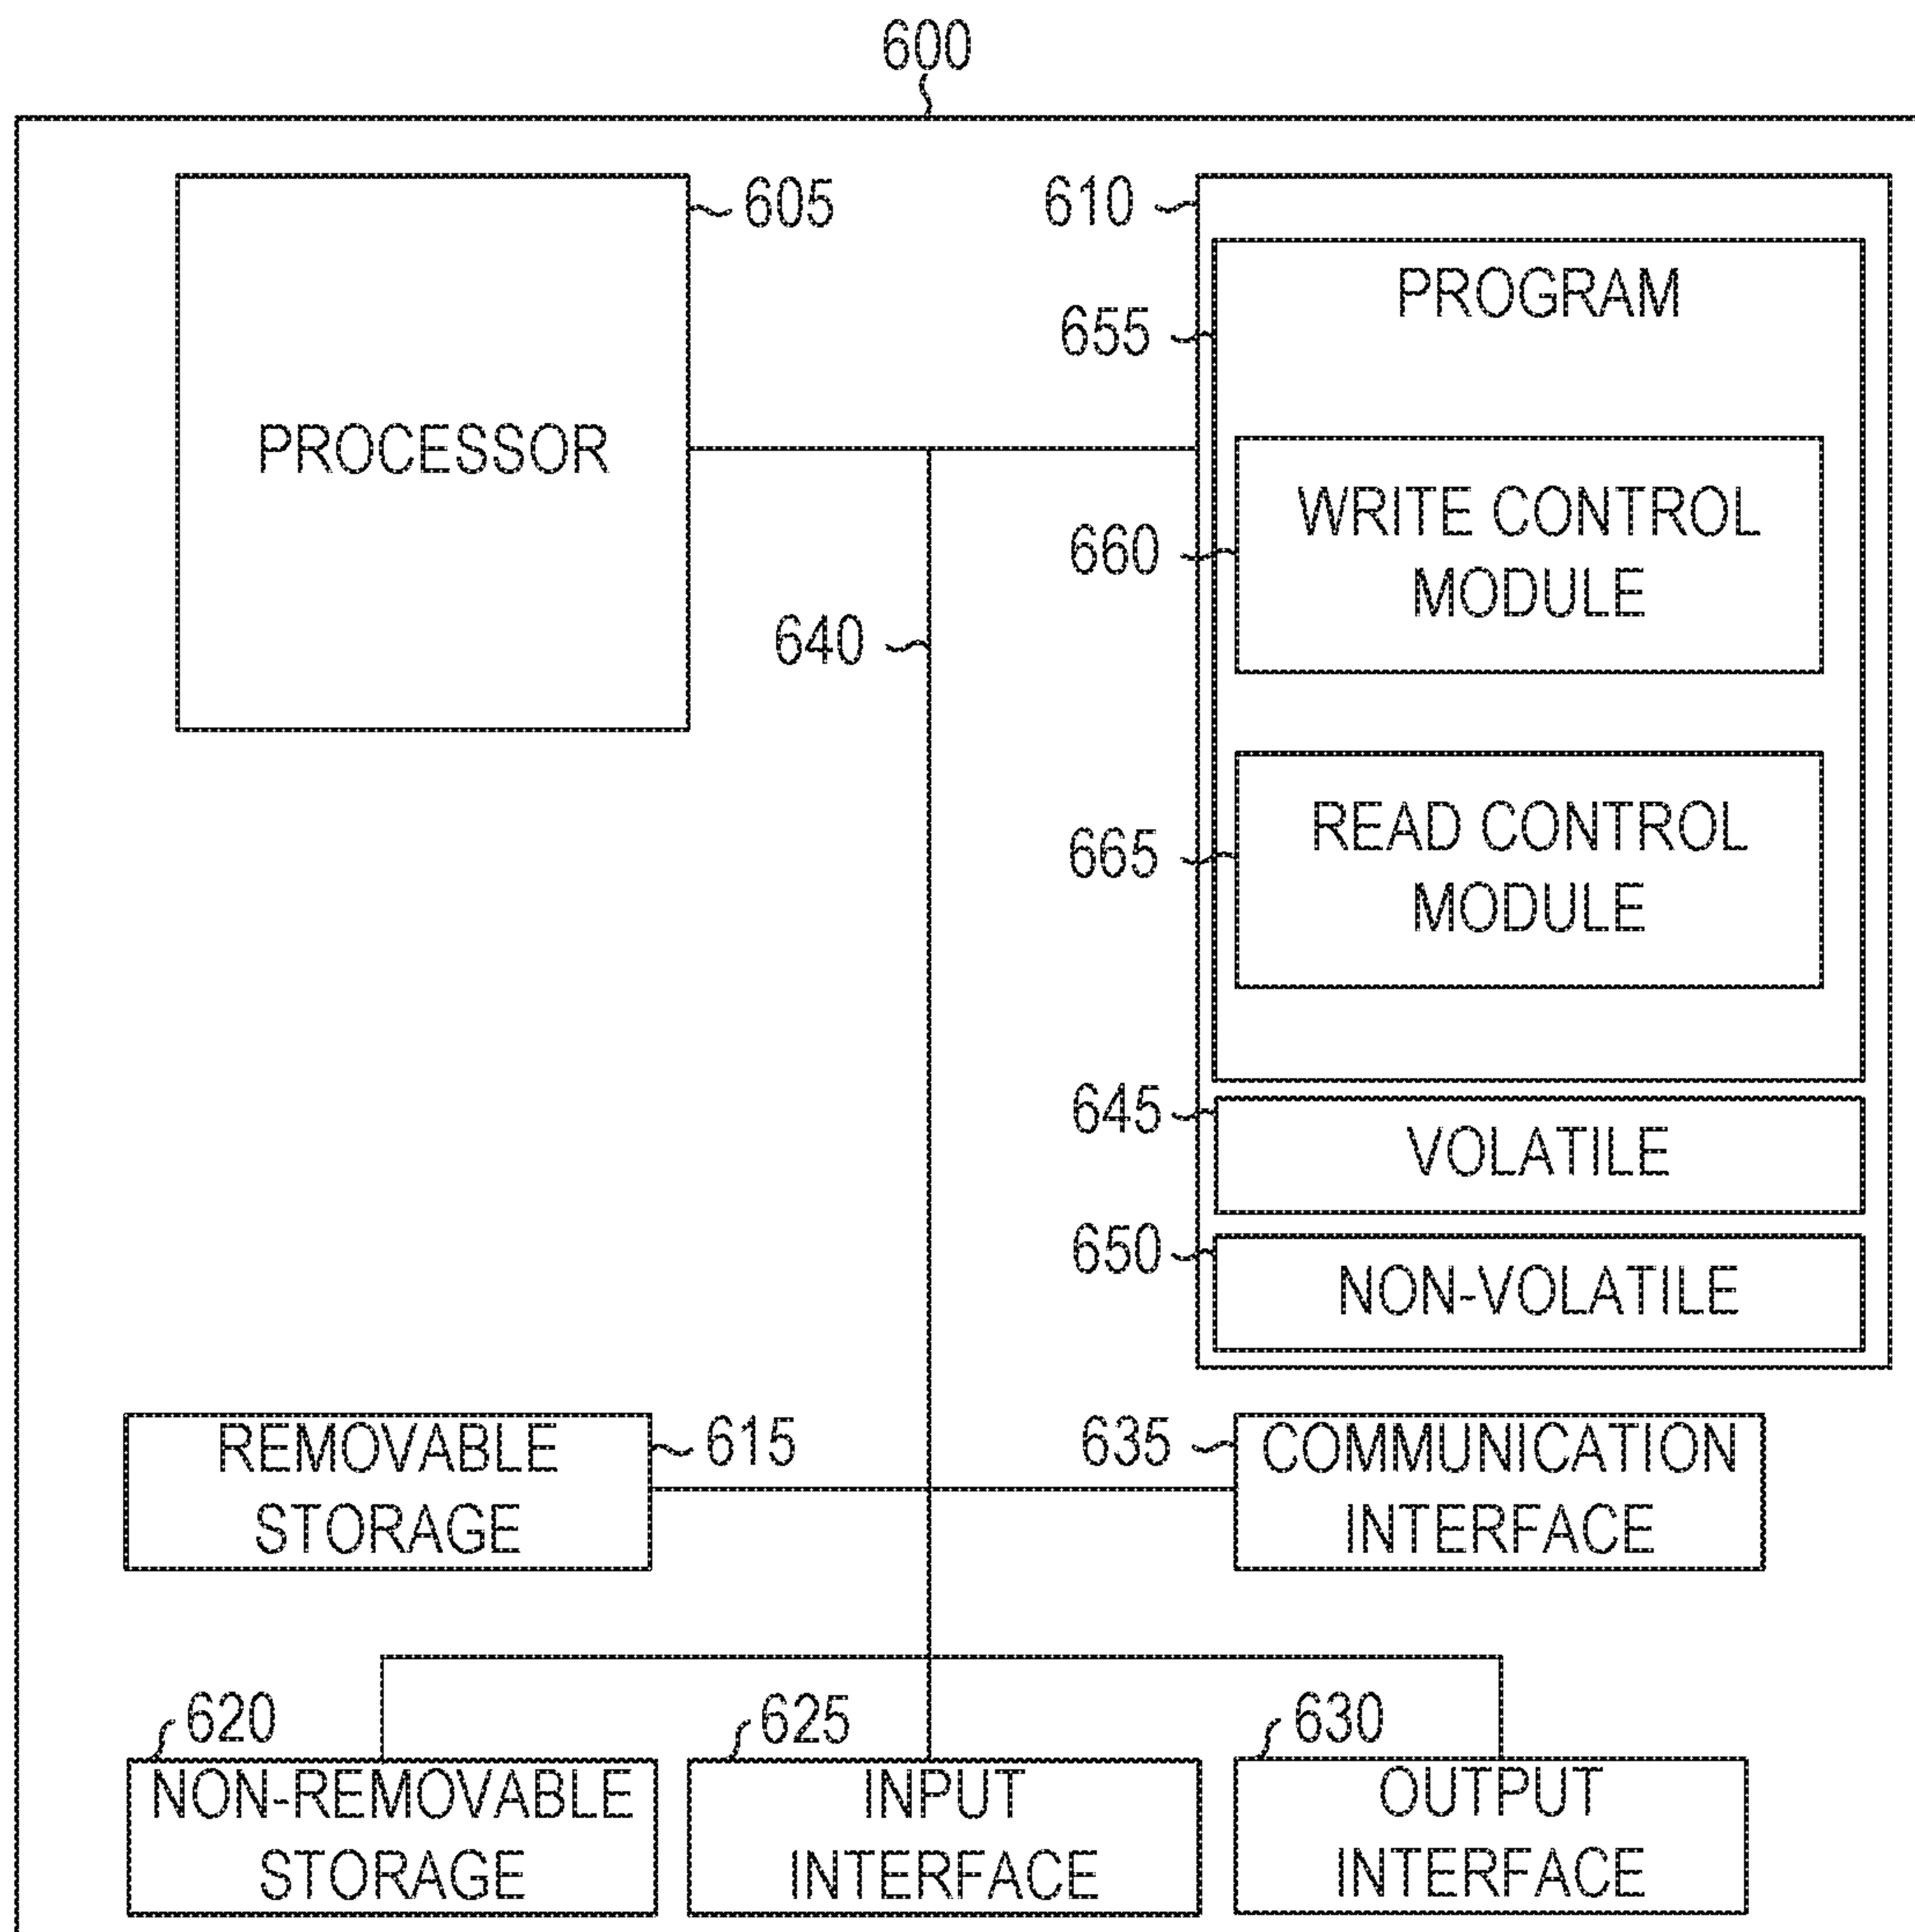 600
605
610
PROGRAM
655
PROCESSOR
WRITE CONTROL
MODULE
660
640
READ CONTROL
MODULE
665
645
VOLATILE
650
NON-VOLATILE
REMOVABLE
STORAGE
615
635
COMMUNICATION
INTERFACE
620
625
630
NON-REMOVABLE
STORAGE
INPUT
INTERFACE
OUTPUT
INTERFACE